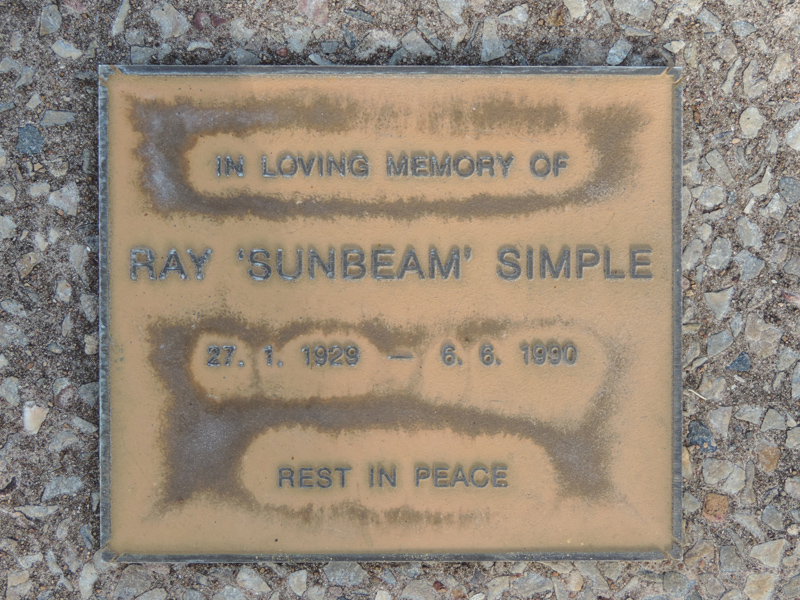 IN LOVING MEMORY OF
RAY 'SUNBEAM' SIMPLE
27. 1. 1929 — 6. 6. 1990
REST IN PEACE